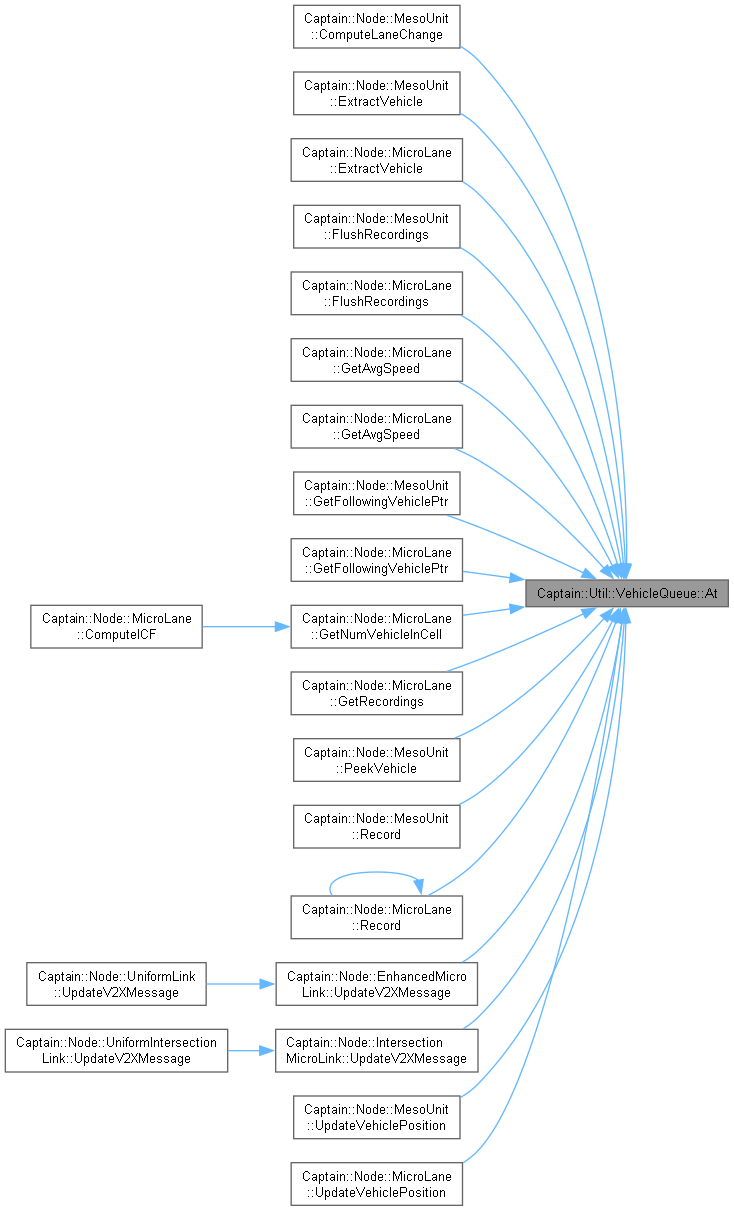 Captain::Node::MesoUnit
::ComputeLaneChange
Captain::Node::MesoUnit
::ExtractVehicle
Captain::Node::MicroLane
::ExtractVehicle
Captain::Node::MesoUnit
::FlushRecordings
Captain::Node::MicroLane
::FlushRecordings
Captain::Node::MicroLane
::GetAvgSpeed
Captain::Node::MicroLane
::GetAvgSpeed
Captain::Node::MesoUnit
::GetFollowingVehiclePtr
Captain::Node::MicroLane
::GetFollowingVehiclePtr
Captain::Util::VehicleQueue::At
Captain::Node::MicroLane
::ComputeICF
Captain::Node::MicroLane
::GetNumVehicleInCell
Captain::Node::MicroLane
::GetRecordings
Captain::Node::MesoUnit
::PeekVehicle
Captain::Node::MesoUnit
::Record
Captain::Node::MicroLane
::Record
Captain::Node::UniformLink
::UpdateV2XMessage
Captain::Node::EnhancedMicro
Link::UpdateV2XMessage
Captain::Node::UniformIntersection
Link::UpdateV2XMessage
Captain::Node::Intersection
MicroLink::UpdateV2XMessage
Captain::Node::MesoUnit
::UpdateVehiclePosition
Captain::Node::MicroLane
::UpdateVehiclePosition